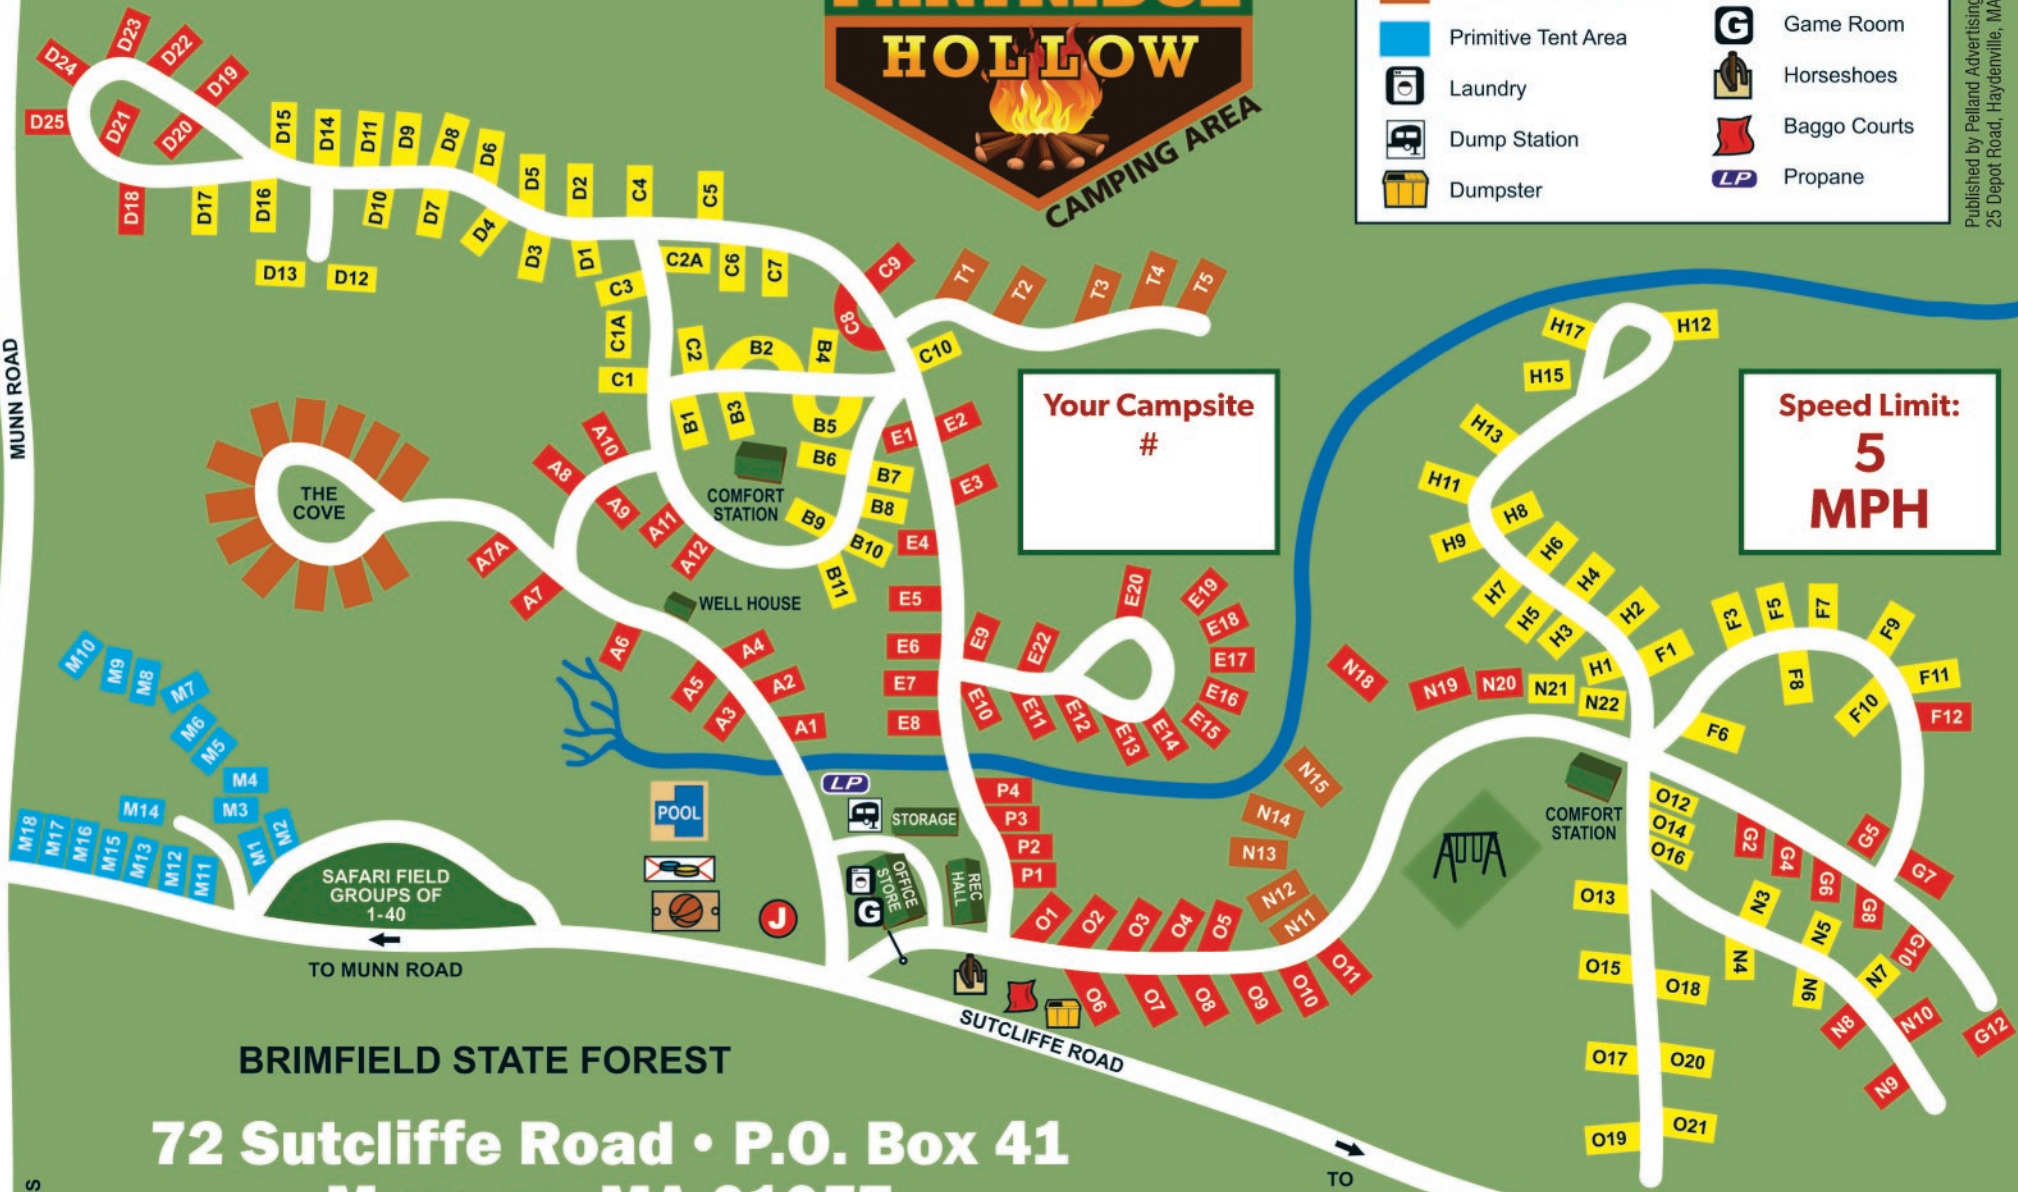 HOLLOW
CAMPING AREA
Primitive Tent Area
Laundry
Dump Station
Dumpster
G
Game Room
Horseshoes
Baggo Courts
LP
Propane
Published by Pelland Advertising
25 Depot Road, Haydenville, MA
D23
D22
D24
D19
D25
D21
D20
D18
D15
D14
D11
D9
D8
D6
D5
D2
C4
C5
D17
D16
D10
D7
D4
D3
D1
D13
D12
C2A
C6
C7
C3
C1A
C1
C2
B2
B4
C9
C8
C10
T1
T2
T3
T4
T5
B1
B3
B5
B6
B7
B8
B9
B10
B11
COMFORT
STATION
MUNN ROAD
THE
COVE
A10
A8
A9
A11
A12
A7A
A7
WELL HOUSE
A6
A4
A5
A2
A3
A1
E1
E2
E3
E4
E5
E6
E7
E8
E9
E10
E22
E11
E12
E13
E14
E20
E19
E18
E17
E16
E15
Your Campsite
#
Speed Limit:
5
MPH
H17
H12
H15
H13
H11
H8
H9
H6
H4
H7
H5
H3
H2
H1
F1
F3
F5
F7
F9
F8
F11
F10
F12
F6
N18
N19
N20
N21
N22
M10
M9
M8
M7
M6
M5
M4
M3
M14
M2
M1
M18
M17
M16
M15
M13
M12
M11
SAFARI FIELD
GROUPS OF
1-40
TO MUNN ROAD
POOL
J
LP
STORAGE
OFFICE
STORE
G
REC
HALL
P4
P3
P2
P1
N15
N14
N13
N12
N11
O1
O2
O3
O4
O5
O6
O7
O8
O9
O10
O11
COMFORT
STATION
O12
O14
O16
O13
O15
O18
O17
O20
O19
O21
G2
G4
G6
G8
G5
G7
G10
G12
N3
N4
N5
N6
N7
N8
N10
N9
SUTCLIFFE ROAD
BRIMFIELD STATE FOREST
72 Sutcliffe Road • P.O. Box 41
TO
S